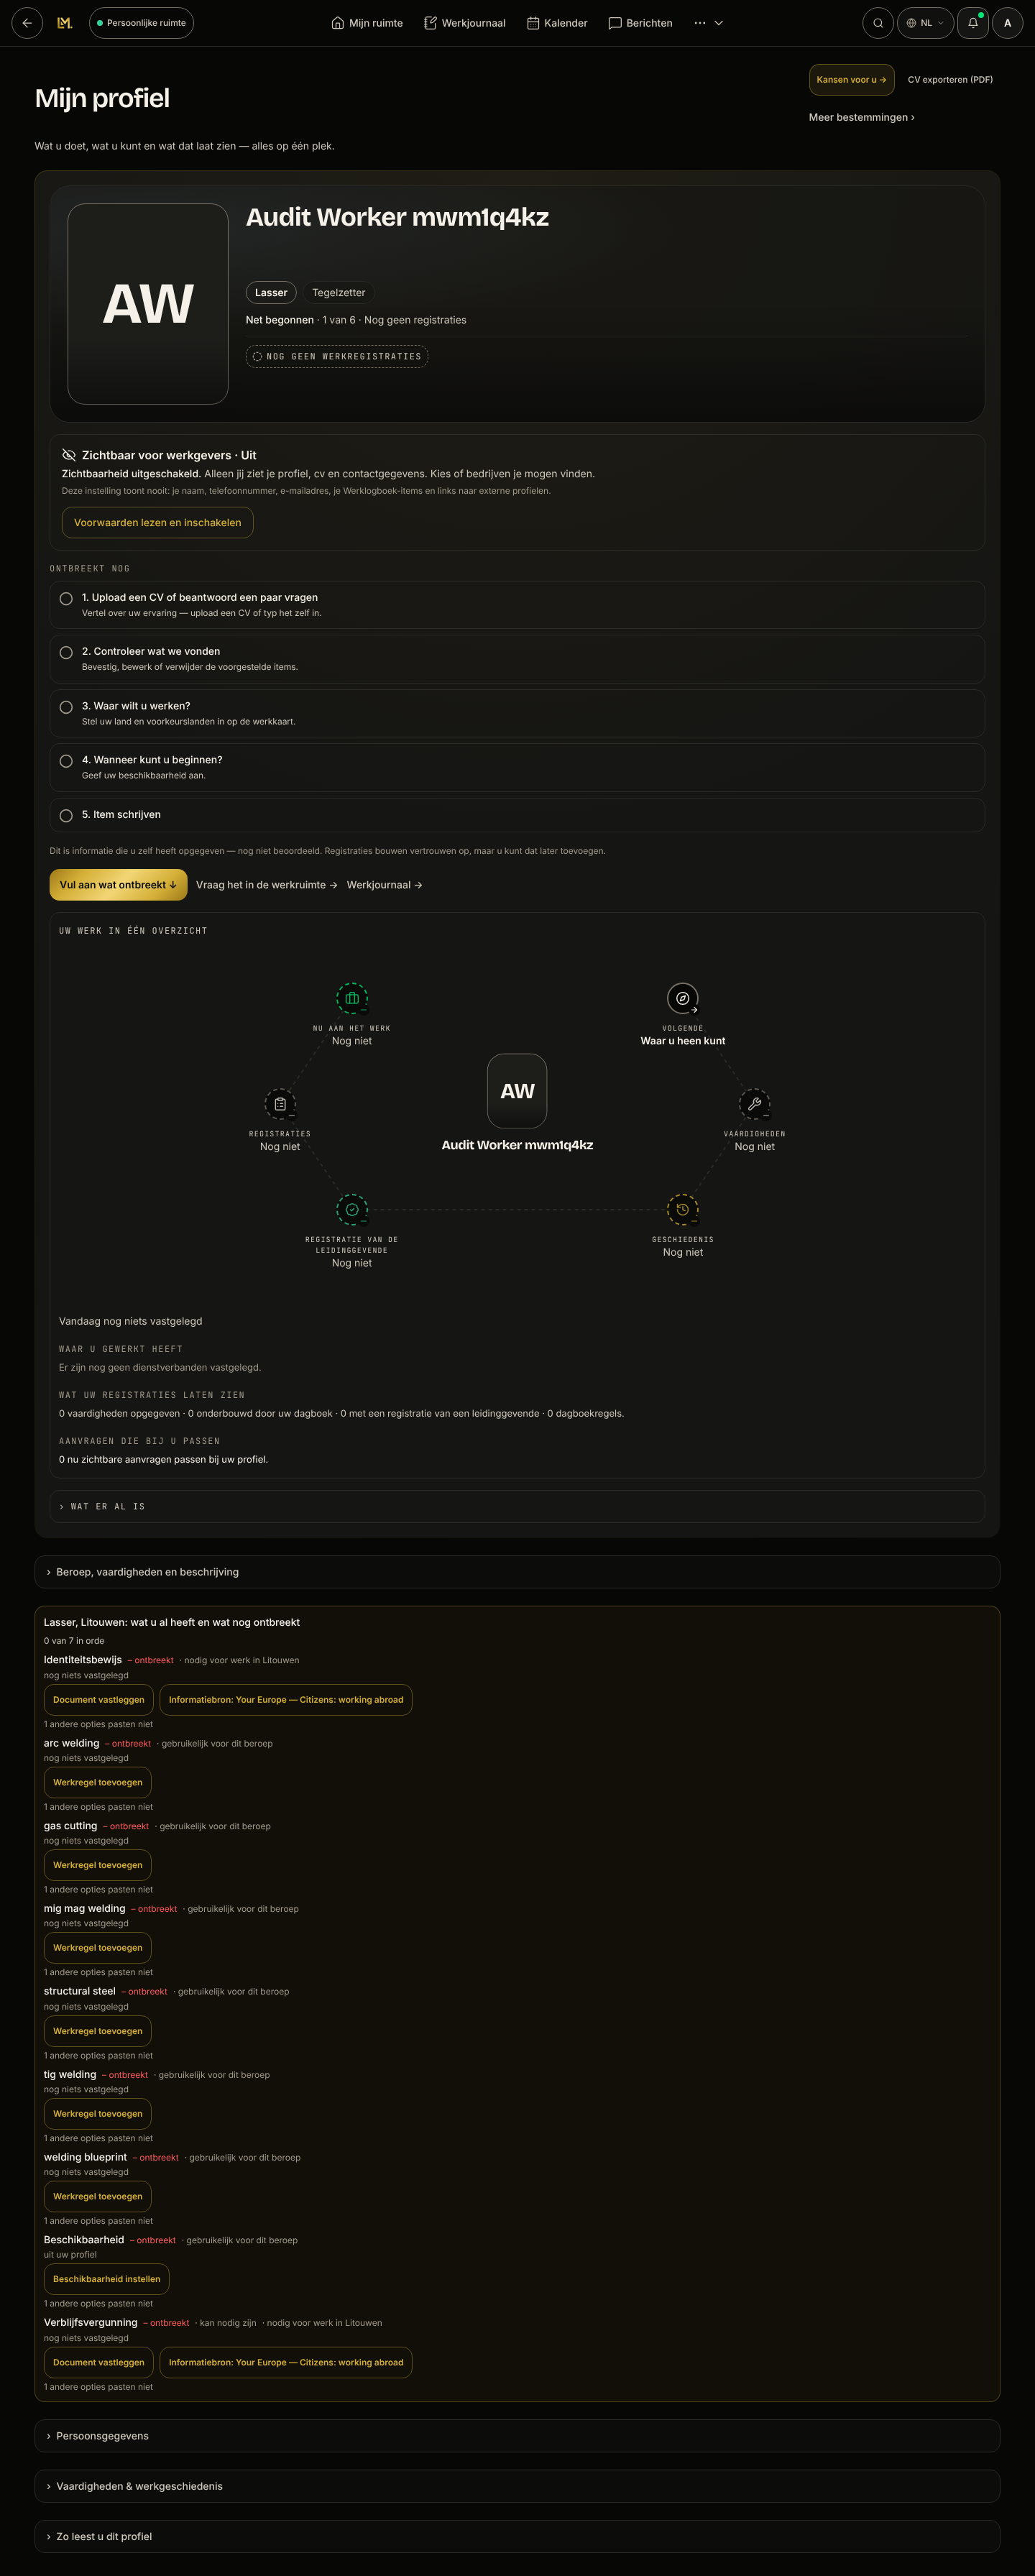 LM.
Persoonlijke ruimte
Mijn ruimte
Werkjournaal
Kalender
Berichten
NL
A
Mijn profiel
Kansen voor u →
CV exporteren (PDF)
Meer bestemmingen ›
Wat u doet, wat u kunt en wat dat laat zien — alles op één plek.
AW
Audit Worker mwm1q4kz
Lasser
Tegelzetter
Net begonnen · 1 van 6 · Nog geen registraties
NOG GEEN WERKREGISTRATIES
Zichtbaar voor werkgevers · Uit
Zichtbaarheid uitgeschakeld. Alleen jij ziet je profiel, cv en contactgegevens. Kies of bedrijven je mogen vinden.
Deze instelling toont nooit: je naam, telefoonnummer, e-mailadres, je Werklogboek-items en links naar externe profielen.
Voorwaarden lezen en inschakelen
ONTBREEKT NOG
1. Upload een CV of beantwoord een paar vragen
Vertel over uw ervaring — upload een CV of typ het zelf in.
2. Controleer wat we vonden
Bevestig, bewerk of verwijder de voorgestelde items.
3. Waar wilt u werken?
Stel uw land en voorkeurslanden in op de werkkaart.
4. Wanneer kunt u beginnen?
Geef uw beschikbaarheid aan.
5. Item schrijven
Dit is informatie die u zelf heeft opgegeven — nog niet beoordeeld. Registraties bouwen vertrouwen op, maar u kunt dat later toevoegen.
Vul aan wat ontbreekt ↓
Vraag het in de werkruimte →
Werkjournaal →
UW WERK IN ÉÉN OVERZICHT
NU AAN HET WERK
Nog niet
VOLGENDE
Waar u heen kunt
AW
Audit Worker mwm1q4kz
REGISTRATIES
Nog niet
VAARDIGHEDEN
Nog niet
REGISTRATIE VAN DE
LEIDINGGEVENDE
Nog niet
GESCHIEDENIS
Nog niet
Vandaag nog niets vastgelegd
WAAR U GEWERKT HEEFT
Er zijn nog geen dienstverbanden vastgelegd.
WAT UW REGISTRATIES LATEN ZIEN
0 vaardigheden opgegeven · 0 onderbouwd door uw dagboek · 0 met een registratie van een leidinggevende · 0 dagboekregels.
AANVRAGEN DIE BIJ U PASSEN
0 nu zichtbare aanvragen passen bij uw profiel.
› WAT ER AL IS
› Beroep, vaardigheden en beschrijving
Lasser, Litouwen: wat u al heeft en wat nog ontbreekt
0 van 7 in orde
Identiteitsbewijs – ontbreekt · nodig voor werk in Litouwen
nog niets vastgelegd
Document vastleggen
Informatiebron: Your Europe — Citizens: working abroad
1 andere opties pasten niet
arc welding – ontbreekt · gebruikelijk voor dit beroep
nog niets vastgelegd
Werkregel toevoegen
1 andere opties pasten niet
gas cutting – ontbreekt · gebruikelijk voor dit beroep
nog niets vastgelegd
Werkregel toevoegen
1 andere opties pasten niet
mig mag welding – ontbreekt · gebruikelijk voor dit beroep
nog niets vastgelegd
Werkregel toevoegen
1 andere opties pasten niet
structural steel – ontbreekt · gebruikelijk voor dit beroep
nog niets vastgelegd
Werkregel toevoegen
1 andere opties pasten niet
tig welding – ontbreekt · gebruikelijk voor dit beroep
nog niets vastgelegd
Werkregel toevoegen
1 andere opties pasten niet
welding blueprint – ontbreekt · gebruikelijk voor dit beroep
nog niets vastgelegd
Werkregel toevoegen
1 andere opties pasten niet
Beschikbaarheid – ontbreekt · gebruikelijk voor dit beroep
uit uw profiel
Beschikbaarheid instellen
1 andere opties pasten niet
Verblijfsvergunning – ontbreekt · kan nodig zijn · nodig voor werk in Litouwen
nog niets vastgelegd
Document vastleggen
Informatiebron: Your Europe — Citizens: working abroad
1 andere opties pasten niet
› Persoonsgegevens
› Vaardigheden & werkgeschiedenis
› Zo leest u dit profiel